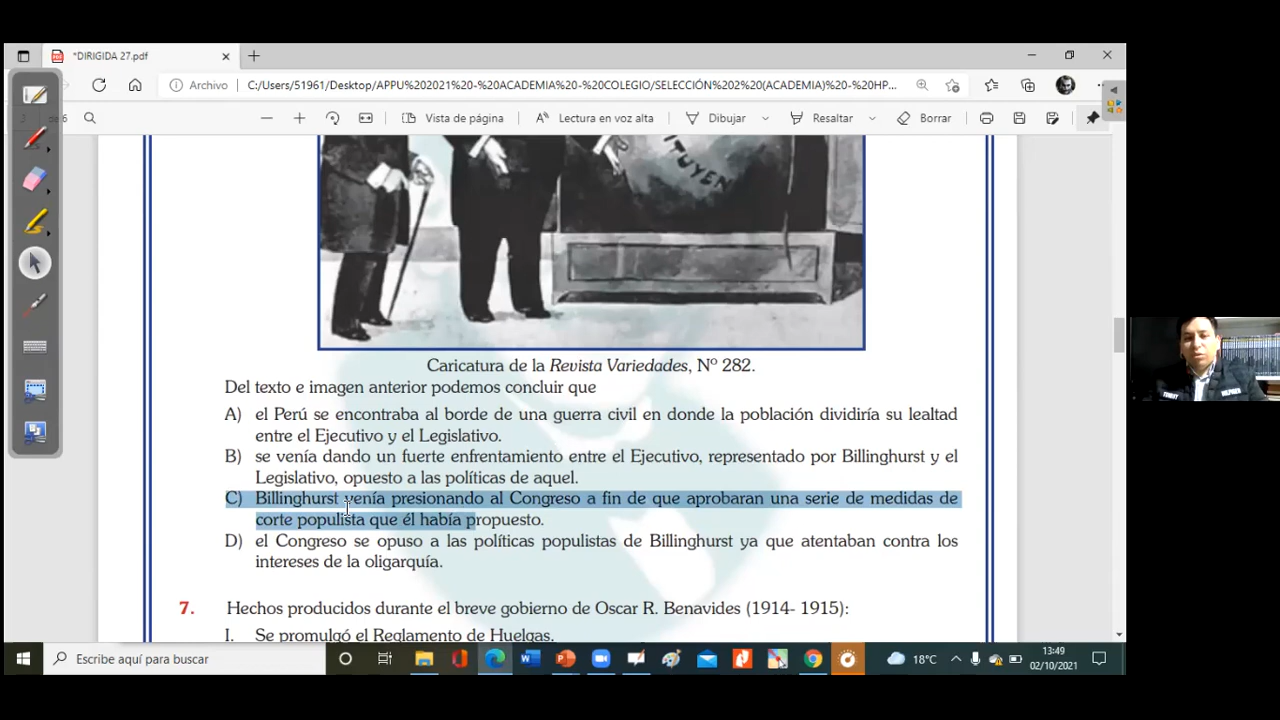 *DIRIGIDA 27.pdf
Archivo C:/Users/51961/Desktop/APPU%202021%20-%20ACADEMIA%20-%20COLEGIO/SELECCIÓN%202%20(ACADEMIA)%20-%20HP...
2 de 6 Vista de página Lectura en voz alta Dibujar Resaltar Borrar
ITUYEN
Caricatura de la Revista Variedades, Nº 282.
Del texto e imagen anterior podemos concluir que
A) el Perú se encontraba al borde de una guerra civil en donde la población dividiría su lealtad
entre el Ejecutivo y el Legislativo.
B) se venía dando un fuerte enfrentamiento entre el Ejecutivo, representado por Billinghurst y el
Legislativo, opuesto a las políticas de aquel.
C) Billinghurst venía presionando al Congreso a fin de que aprobaran una serie de medidas de
corte populista que él había propuesto.
D) el Congreso se opuso a las políticas populistas de Billinghurst ya que atentaban contra los
intereses de la oligarquía.
7. Hechos producidos durante el breve gobierno de Oscar R. Benavides (1914- 1915):
I. Se promulgó el Reglamento de Huelgas.
Escribe aquí para buscar
18°C
13:49
02/10/2021